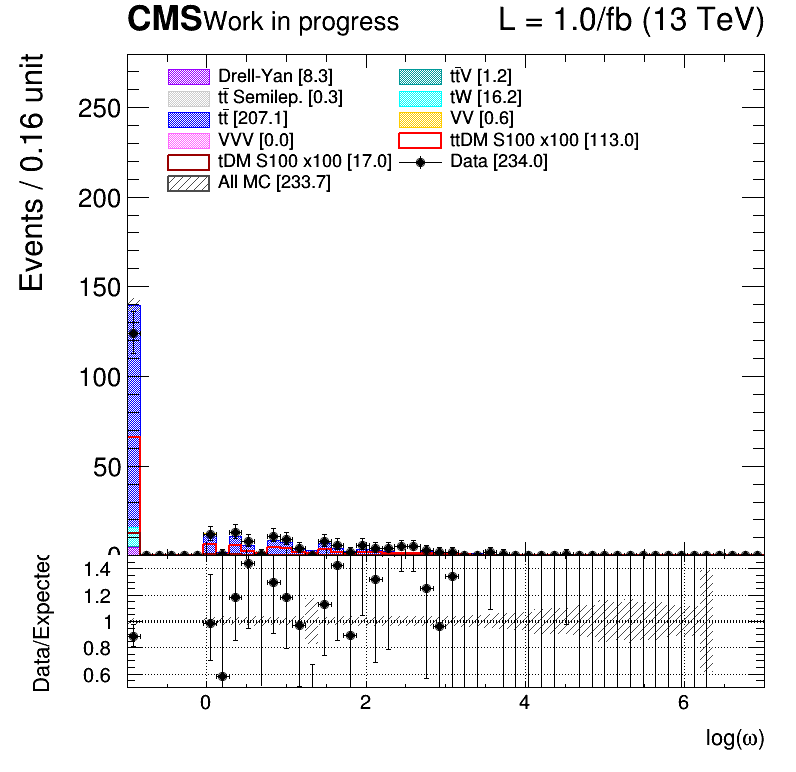 CMS Work in progress L = 1.0/fb (13 TeV)
Drell-Yan [8.3] tt̄V [1.2]
tt̄ Semilep. [0.3] tW [16.2]
tt̄ [207.1] VV [0.6]
VVV [0.0] ttDM S100 x100 [113.0]
tDM S100 x100 [17.0] Data [234.0]
All MC [233.7]
Events / 0.16 unit
250
200
150
100
50
0
Data/Expected
1.4
1.2
1
0.8
0.6
0 2 4 6
log(ω)